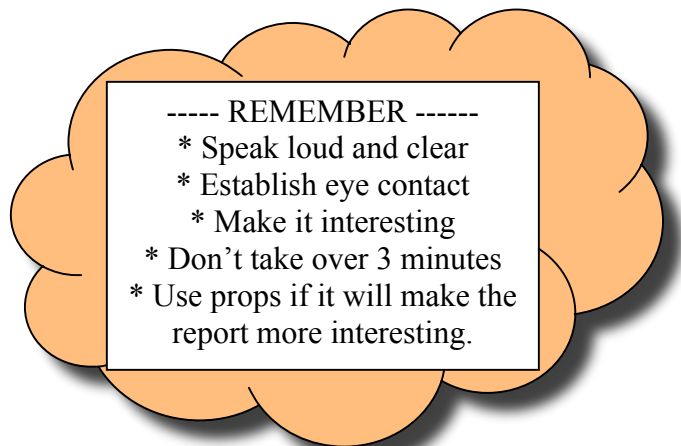 ----- REMEMBER ------
* Speak loud and clear
* Establish eye contact
* Make it interesting
* Don’t take over 3 minutes
* Use props if it will make the
report more interesting.